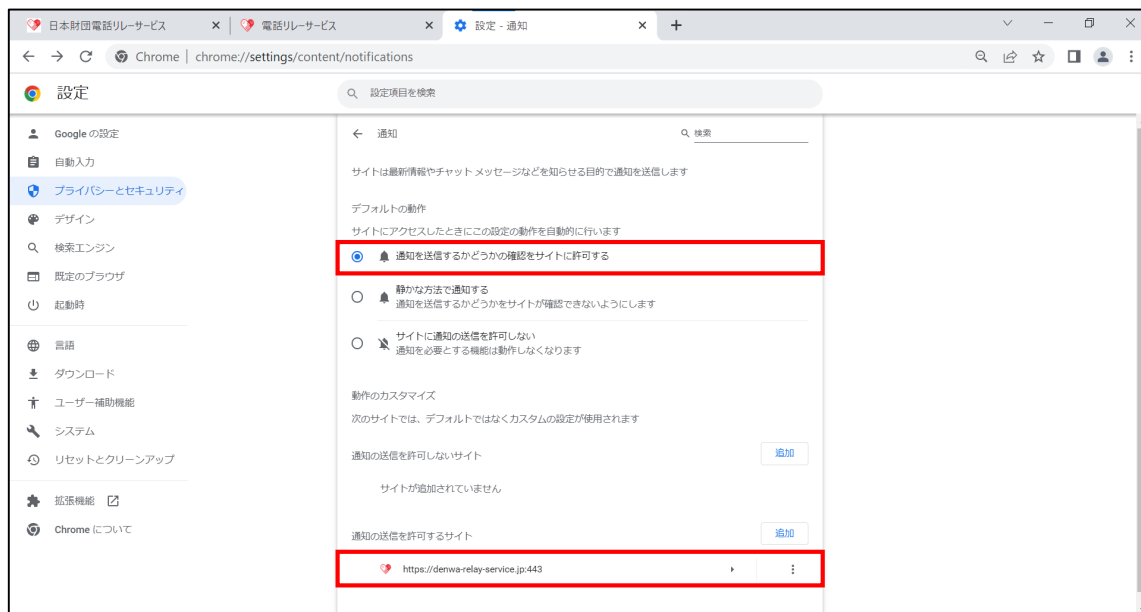 日本財団電話リレーサービス
電話リレーサービス
設定 - 通知
Chrome | chrome://settings/content/notifications
設定
設定項目を検索
Google の設定
自動入力
プライバシーとセキュリティ
デザイン
検索エンジン
既定のブラウザ
起動時
言語
ダウンロード
ユーザー補助機能
システム
リセットとクリーンアップ
拡張機能
Chrome について
通知
検索
サイトは最新情報やチャット メッセージなどを知らせる目的で通知を送信します
デフォルトの動作
サイトにアクセスしたときにこの設定の動作を自動的に行います
通知を送信するかどうかの確認をサイトに許可する
静かな方法で通知する
通知を送信するかどうかをサイトが確認できないようにします
サイトに通知の送信を許可しない
通知を必要とする機能は動作しなくなります
動作のカスタマイズ
次のサイトでは、デフォルトではなくカスタムの設定が使用されます
通知の送信を許可しないサイト
追加
サイトが追加されていません
通知の送信を許可するサイト
追加
https://denwa-relay-service.jp:443